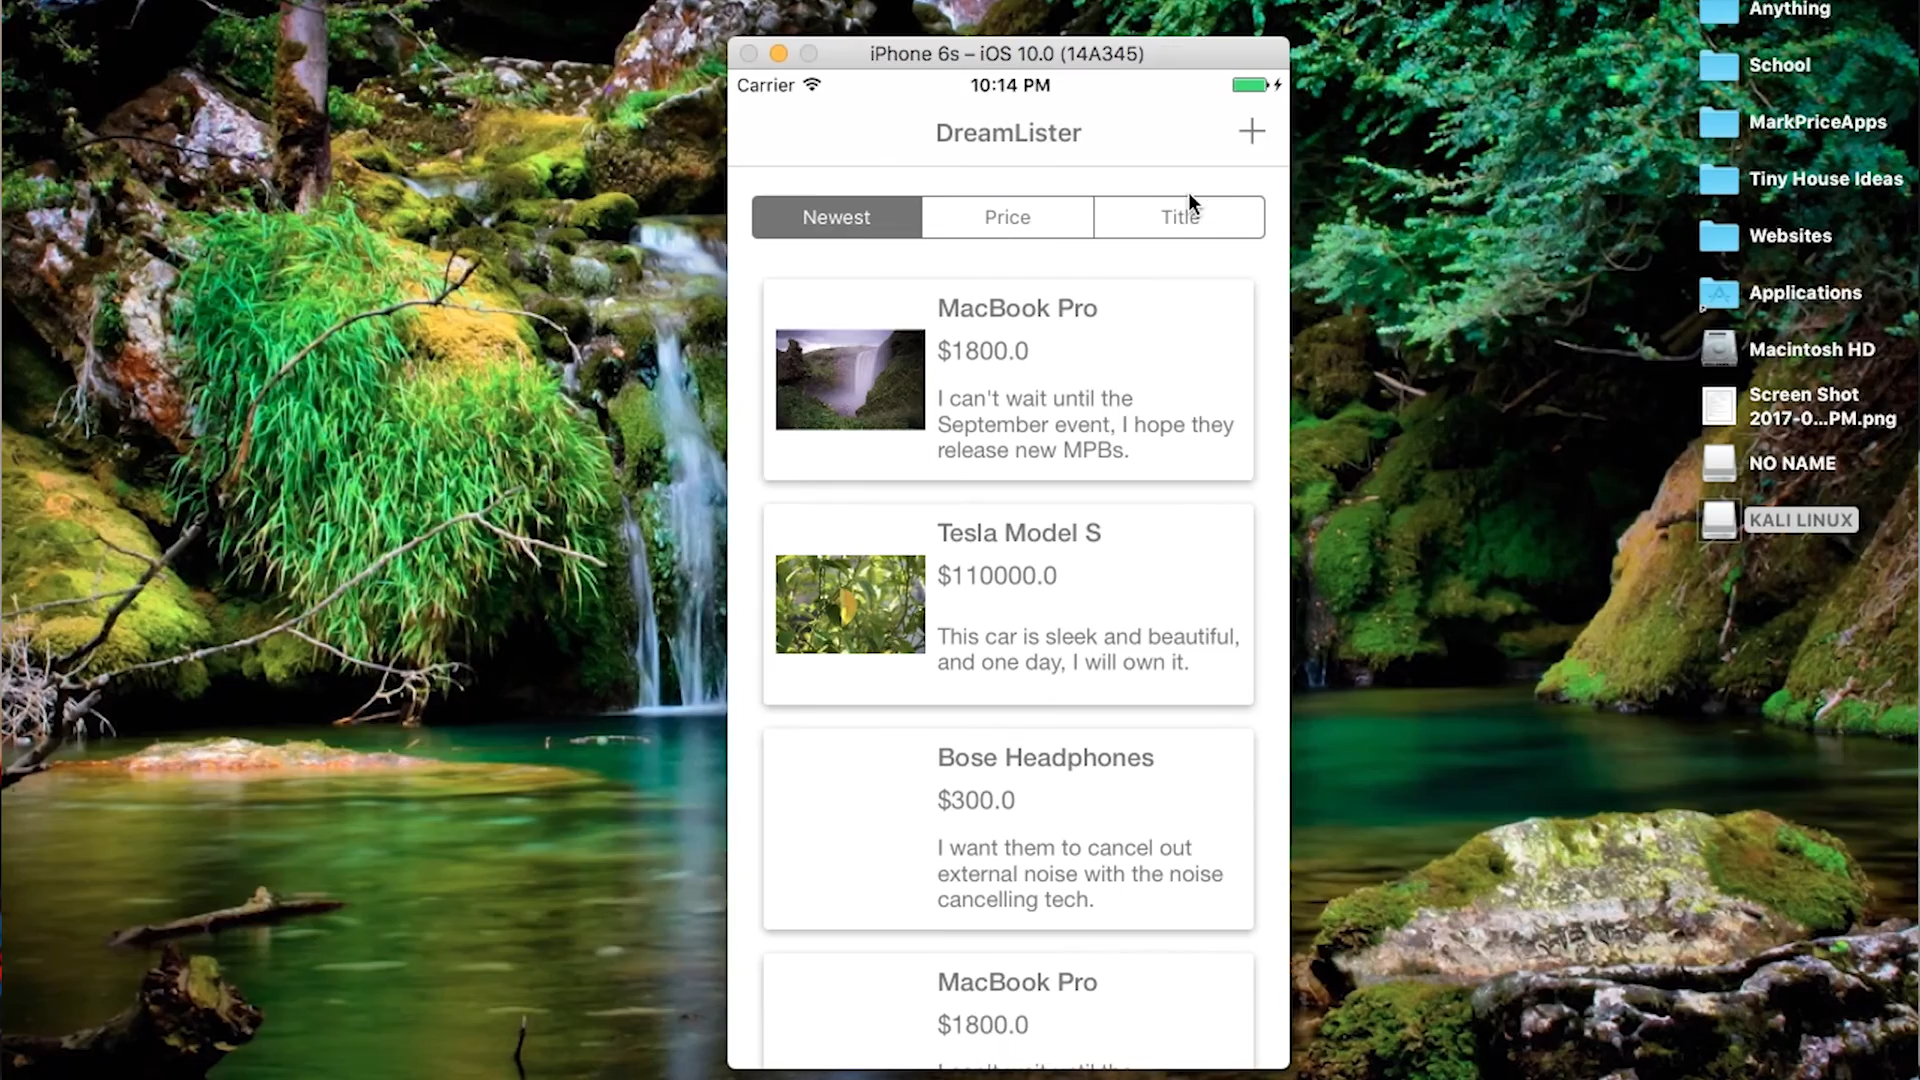 iPhone 6s – iOS 10.0 (14A345)
Carrier
10:14 PM
DreamLister
Newest
Price
Title
MacBook Pro
$1800.0
I can't wait until the
September event, I hope they
release new MPBs.
Tesla Model S
$110000.0
This car is sleek and beautiful,
and one day, I will own it.
Bose Headphones
$300.0
I want them to cancel out
external noise with the noise
cancelling tech.
MacBook Pro
$1800.0
Anything
School
MarkPriceApps
Tiny House Ideas
Websites
Applications
Macintosh HD
Screen Shot
2017-0...PM.png
NO NAME
KALI LINUX